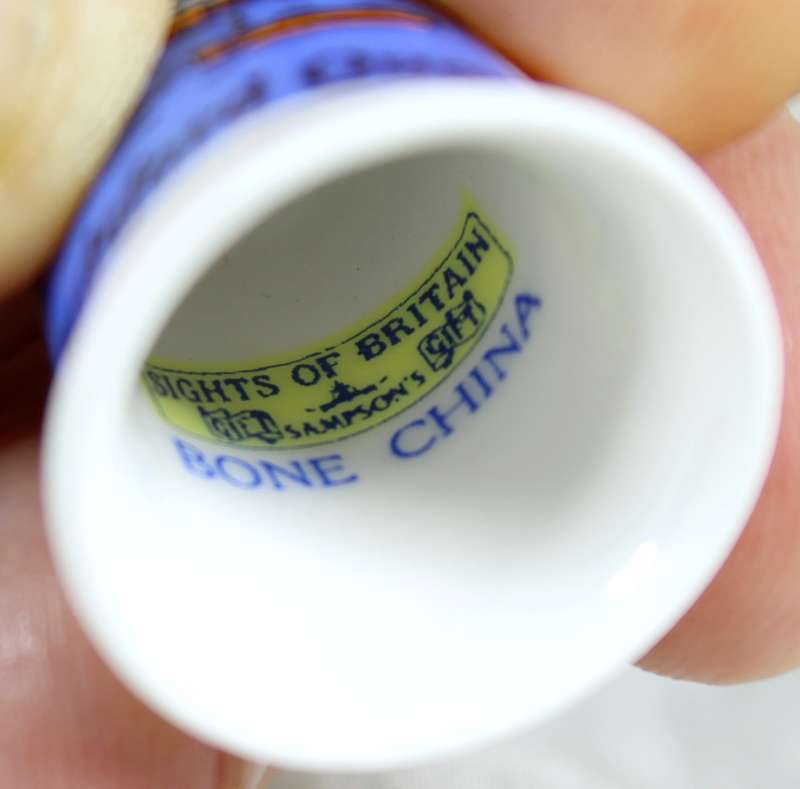 SIGHTS OF BRITAIN
GIFT SAMPSON'S GIFT
BONE CHINA